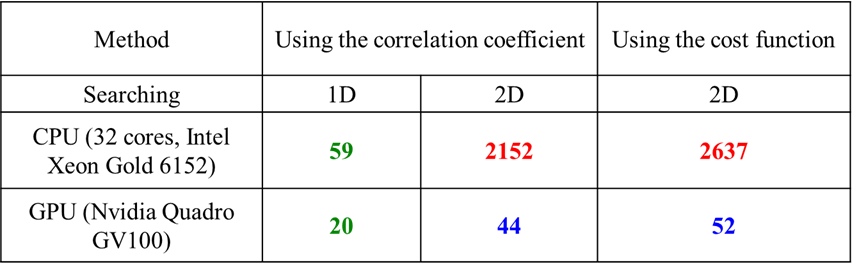 Method
Using the correlation coefficient
Using the cost function
Searching
1D
2D
2D
CPU (32 cores, Intel
Xeon Gold 6152)
59
2152
2637
GPU (Nvidia Quadro
GV100)
20
44
52